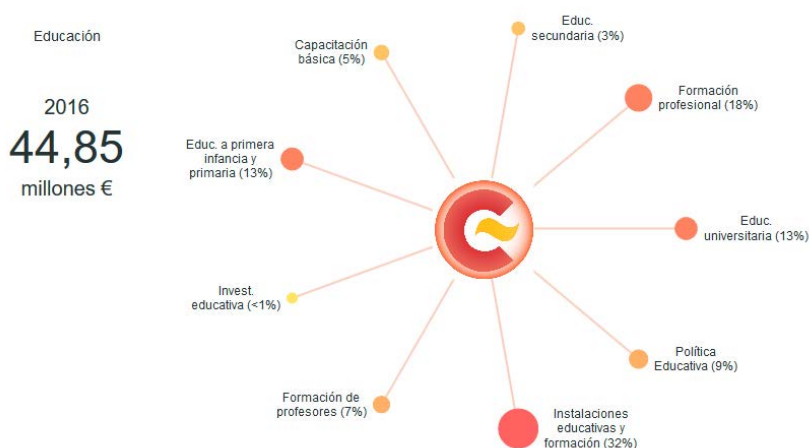 Educación
2016
44,85
millones €
Educ.
secundaria (3%)
Capacitación
básica (5%)
Formación
profesional (18%)
Educ. a primera
infancia y
primaria (13%)
Educ.
universitaria (13%)
Invest.
educativa (<1%)
Política
Educativa (9%)
Formación de
profesores (7%)
Instalaciones
educativas y
formación (32%)